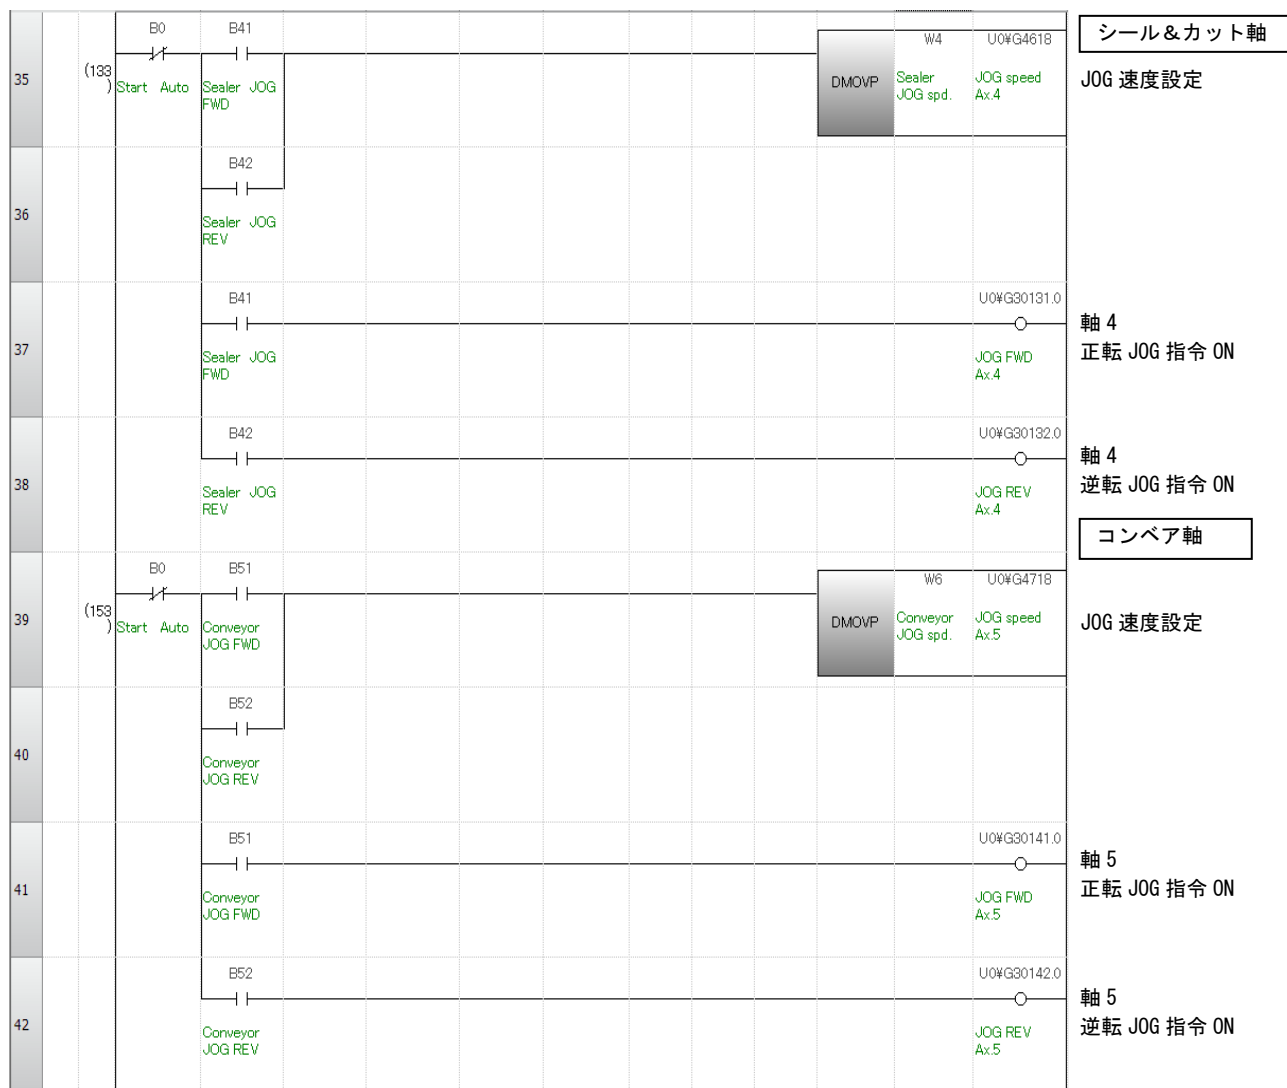 B0 B41 W4 U0¥G4618 シール＆カット軸
35 (133) DMOVP JOG 速度設定
Start Auto Sealer JOG FWD Sealer JOG spd. JOG speed Ax.4
B42
36
Sealer JOG
REV
B41 U0¥G30131.0
軸 4
37 正転 JOG 指令 ON
Sealer JOG JOG FWD
FWD Ax.4
B42 U0¥G30132.0
軸 4
38 逆転 JOG 指令 ON
Sealer JOG JOG REV
REV Ax.4
コンベア軸
B0 B51 W6 U0¥G4718
39 (153) DMOVP JOG 速度設定
Start Auto Conveyor JOG FWD Conveyor JOG spd. JOG speed Ax.5
B52
40
Conveyor
JOG REV
B51 U0¥G30141.0
軸 5
41 正転 JOG 指令 ON
Conveyor JOG FWD
JOG FWD Ax.5
B52 U0¥G30142.0
軸 5
42 逆転 JOG 指令 ON
Conveyor JOG REV
JOG REV Ax.5